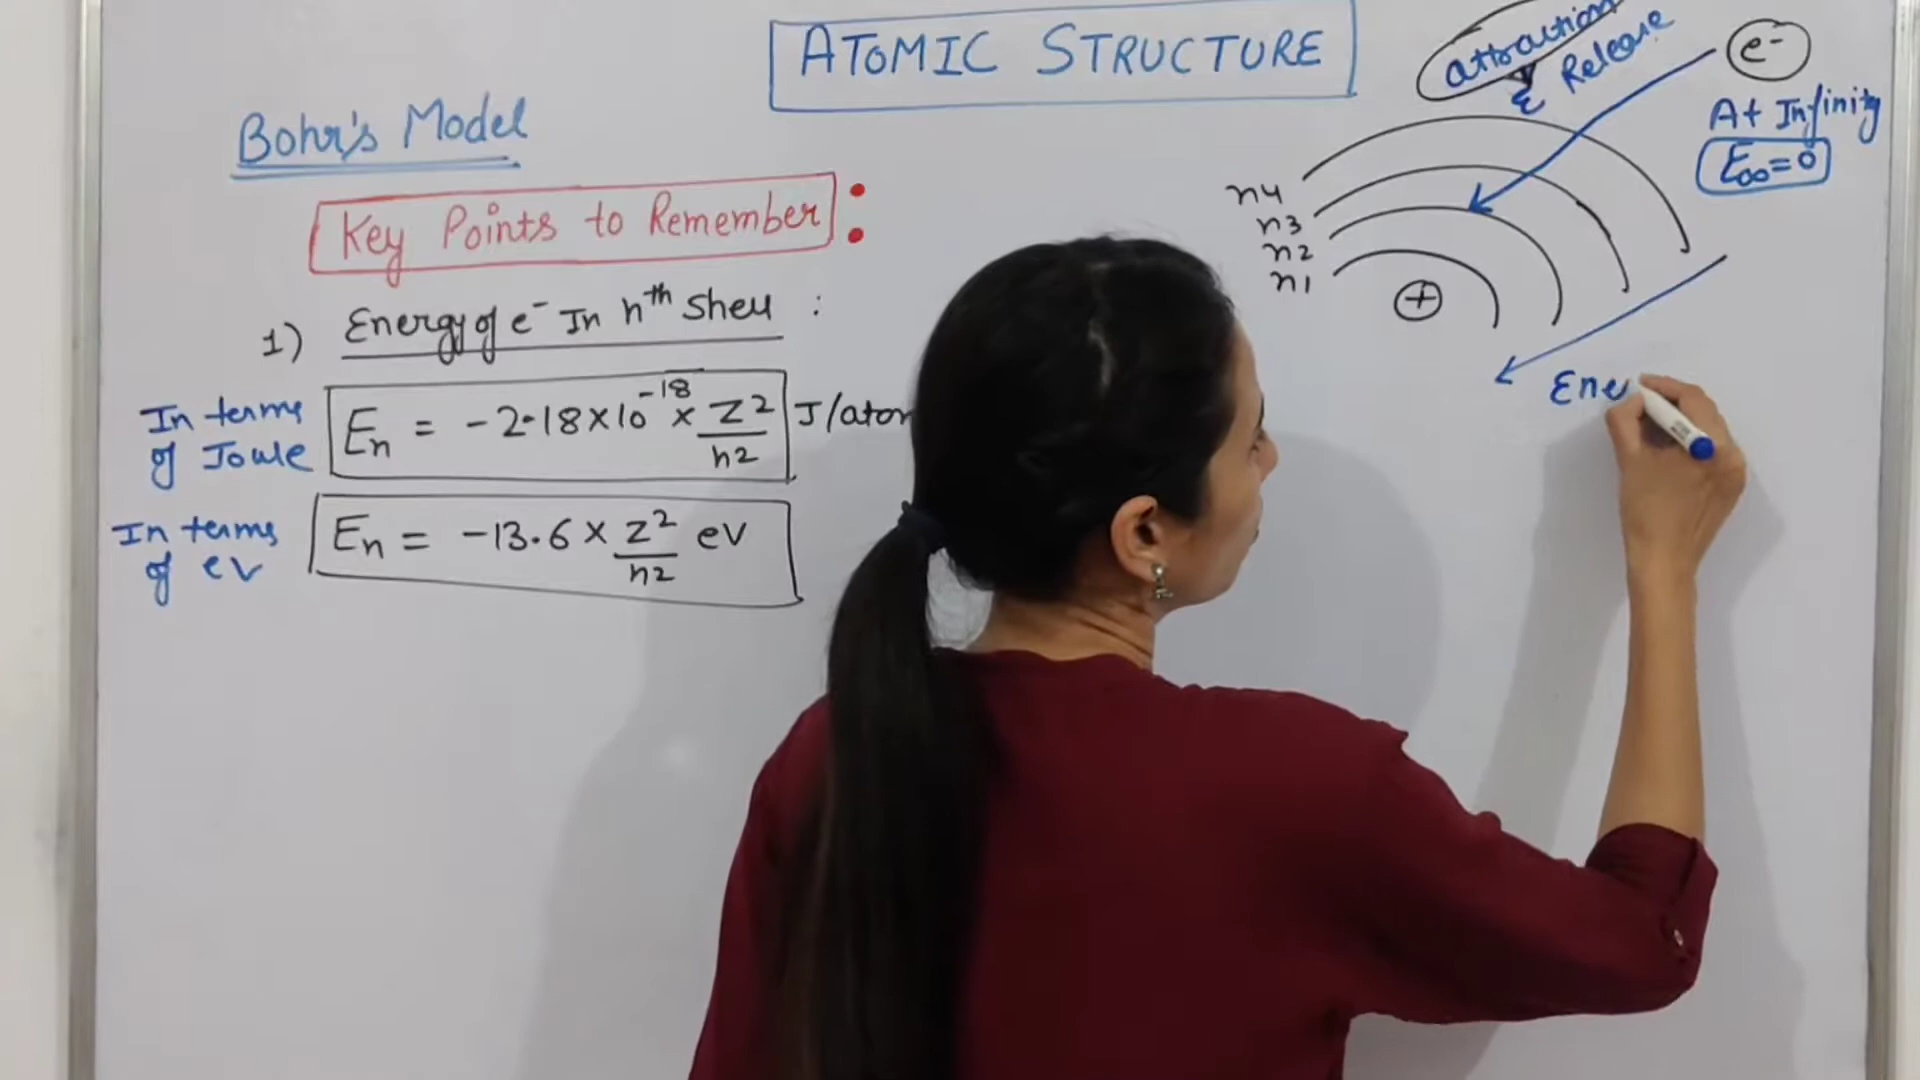 ATOMIC STRUCTURE
Bohr's Model
Key Points to Remember :
1) Energy of e⁻ In nth Shell :
In terms of Joule
En = -2.18×10⁻¹⁸ × Z²/n2 J/atom
In terms of ev
En = -13.6 × Z²/n2 eV
attraction
ε Release
e⁻
At Infinity
E∞=0
n4
n3
n2
n1
+
Ene